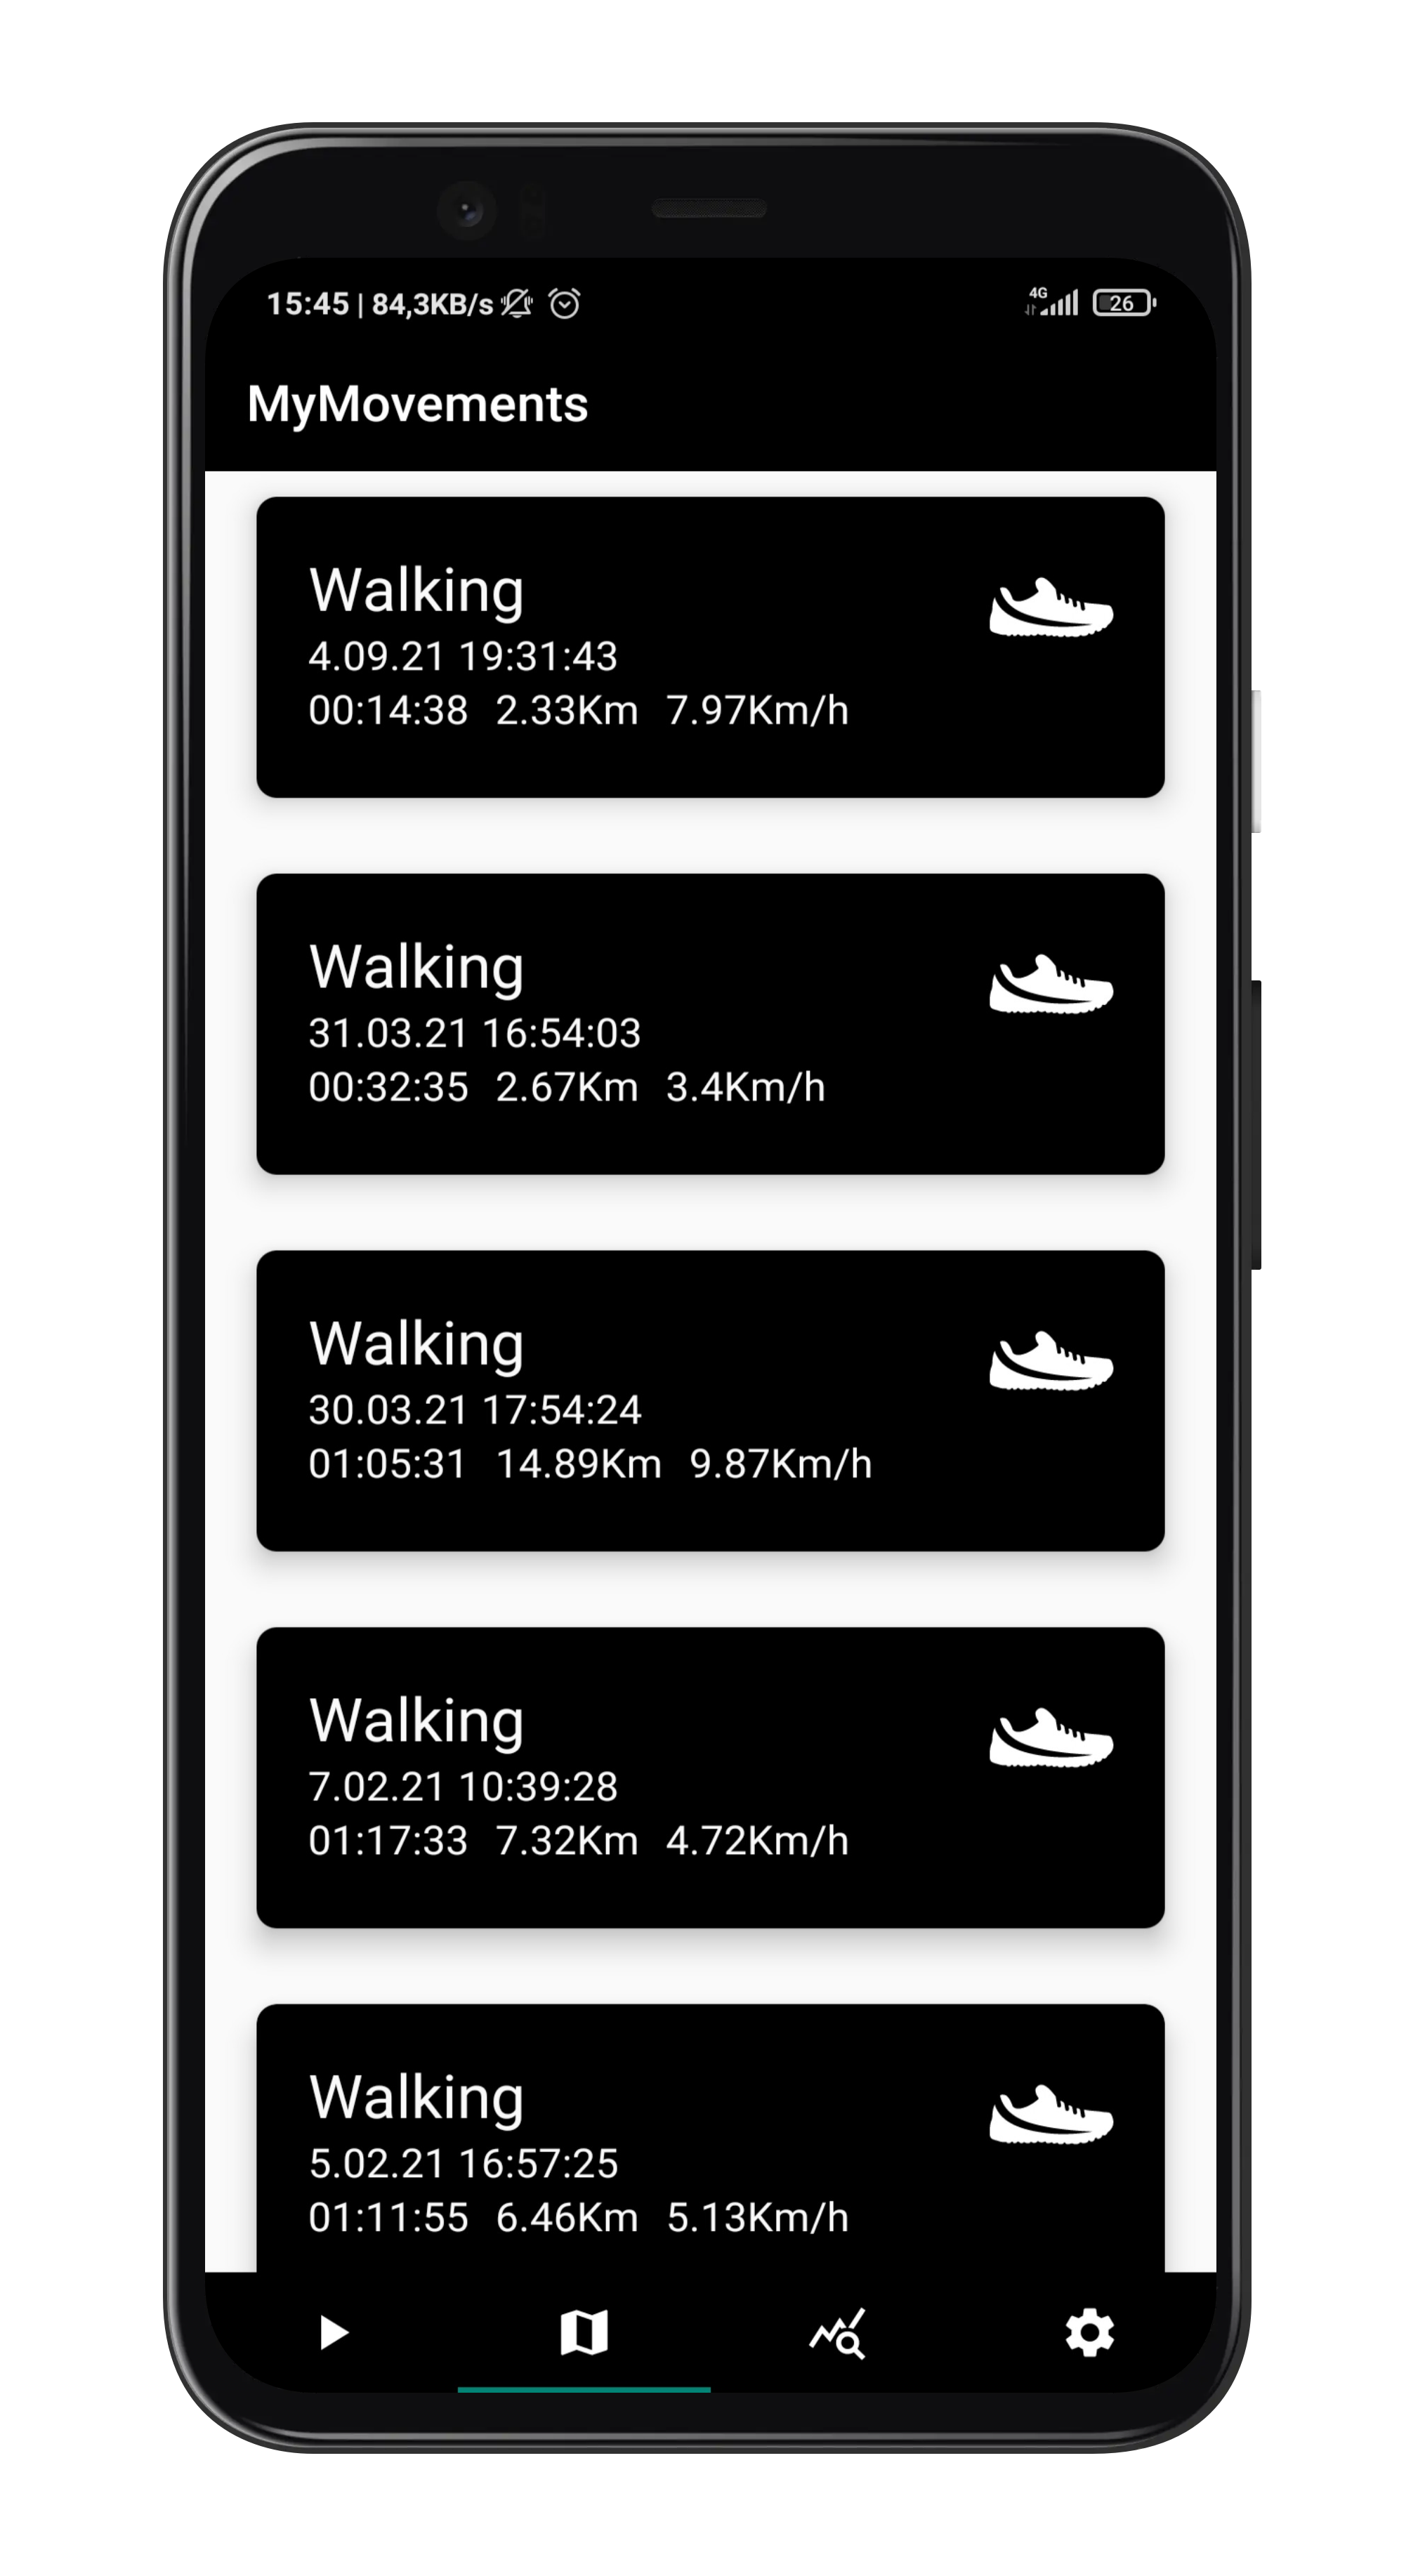 15:45 | 84,3KB/s 4G 26
MyMovements
Walking
4.09.21 19:31:43
00:14:38 2.33Km 7.97Km/h
Walking
31.03.21 16:54:03
00:32:35 2.67Km 3.4Km/h
Walking
30.03.21 17:54:24
01:05:31 14.89Km 9.87Km/h
Walking
7.02.21 10:39:28
01:17:33 7.32Km 4.72Km/h
Walking
5.02.21 16:57:25
01:11:55 6.46Km 5.13Km/h